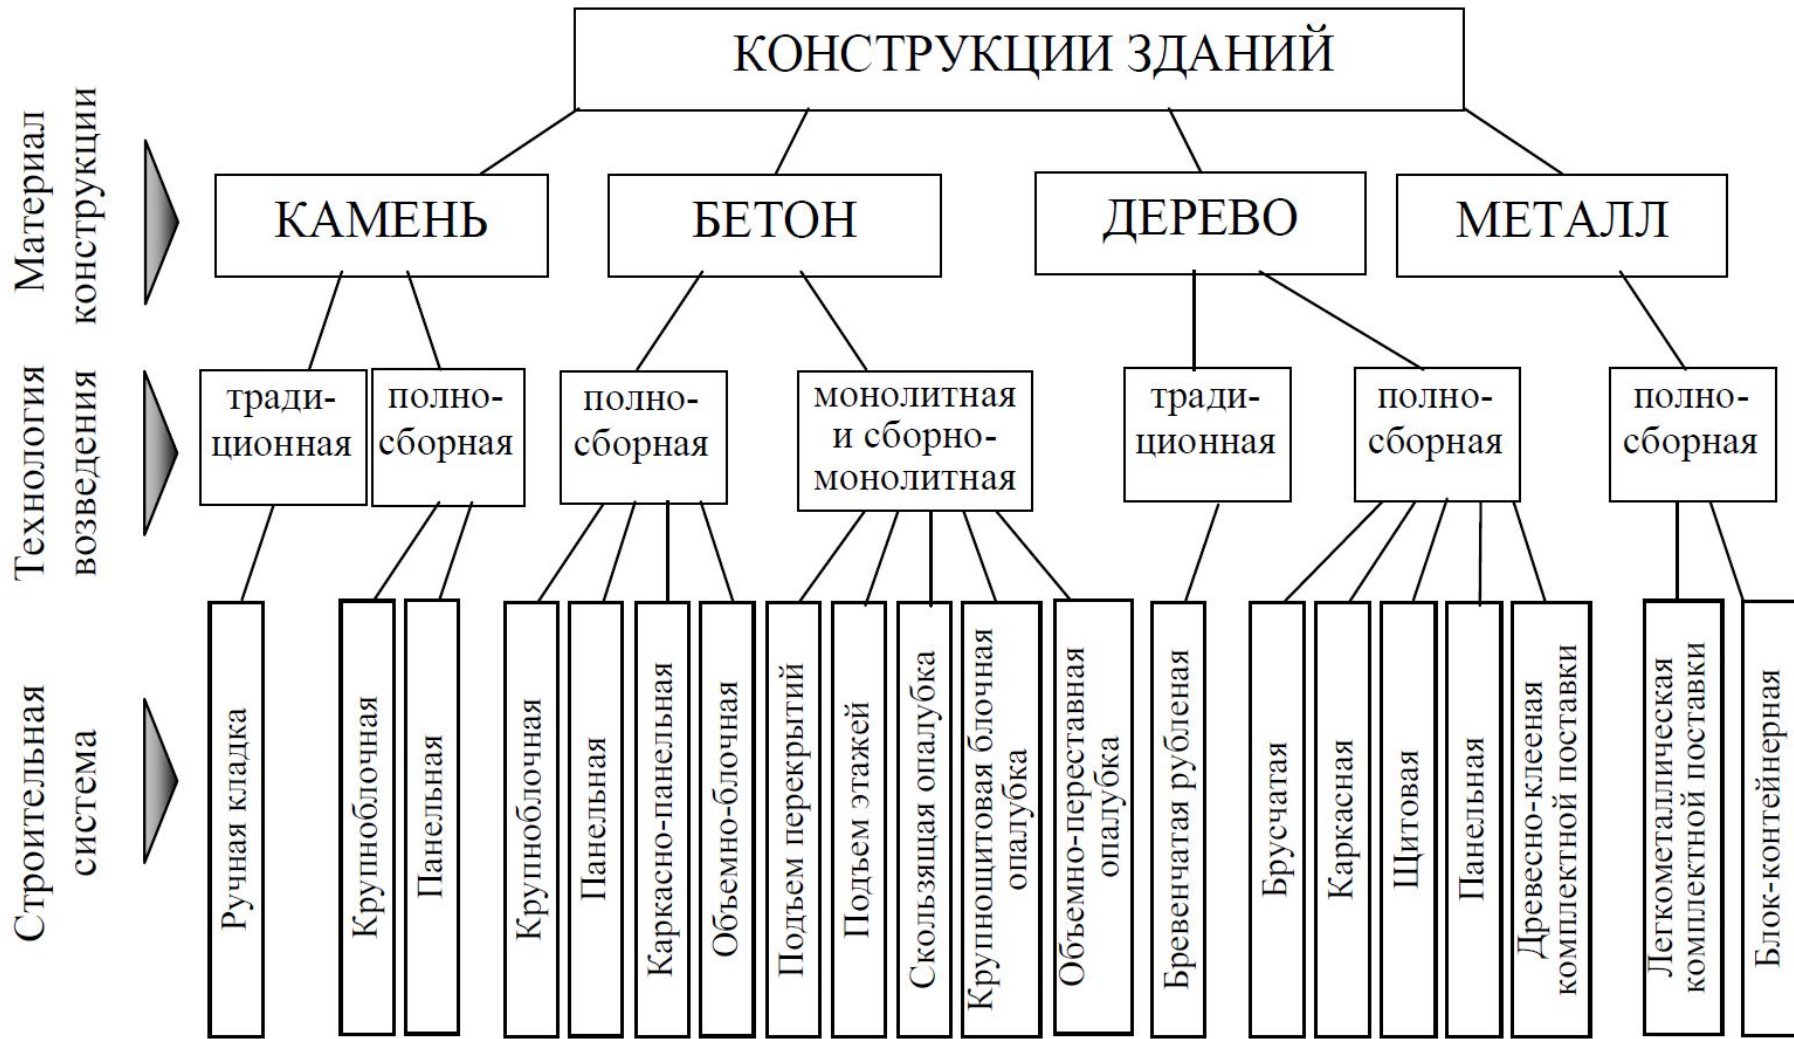 КОНСТРУКЦИИ ЗДАНИЙ
Материал
конструкции
КАМЕНЬ
БЕТОН
ДЕРЕВО
МЕТАЛЛ
Технология
возведения
тради-
ционная
полно-
сборная
полно-
сборная
монолитная
и сборно-
монолитная
тради-
ционная
полно-
сборная
полно-
сборная
Строительная
система
Ручная кладка
Крупноблочная
Панельная
Крупноблочная
Панельная
Каркасно-панельная
Объемно-блочная
Подъем перекрытий
Подъем этажей
Скользящая опалубка
Крупнощитовая блочная
опалубка
Объемно-переставная
опалубка
Бревенчатая рубленая
Брусчатая
Каркасная
Щитовая
Панельная
Древесно-клееная
комплектной поставки
Легкометаллическая
комплектной поставки
Блок-контейнерная